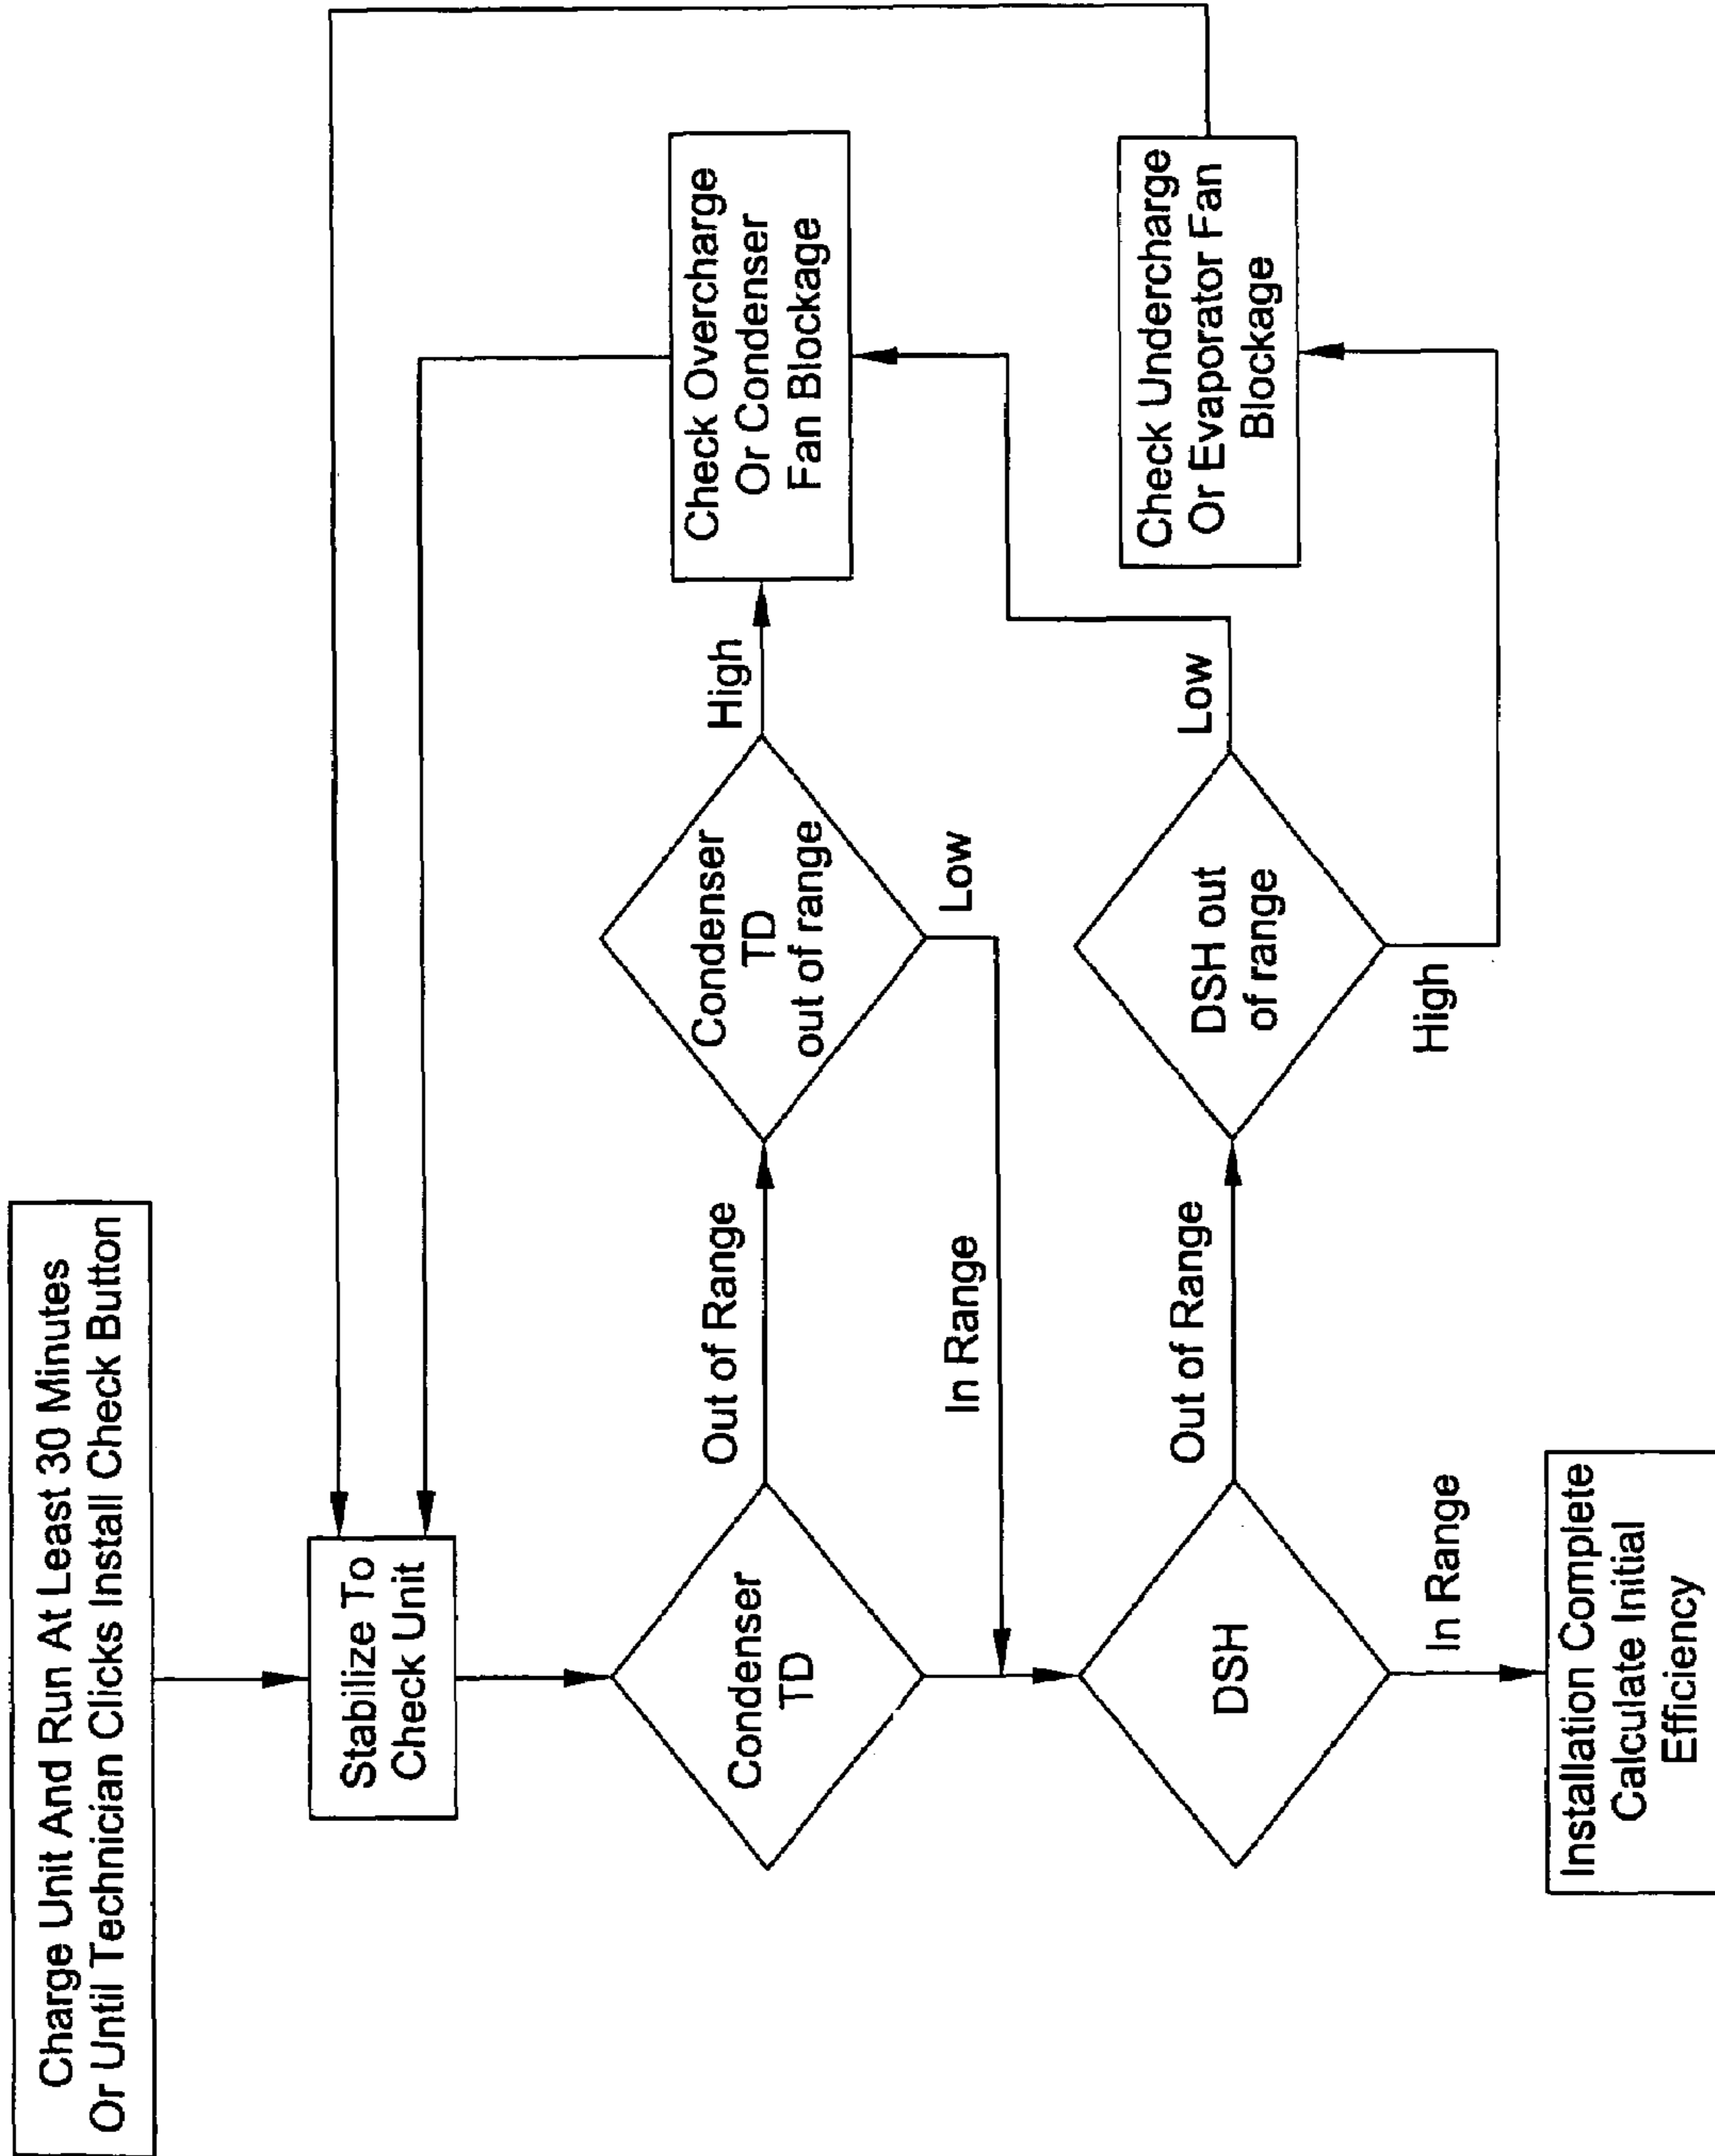 Charge Unit And Run At Least 30 Minutes
Or Until Technician Clicks Install Check Button
Stabilize To
Check Unit
Condenser
TD
Out of Range
Condenser
TD
out of range
High
Check Overcharge
Or Condenser
Fan Blockage
Low
In Range
DSH
Out of Range
DSH out
of range
Low
High
Check Undercharge
Or Evaporator Fan
Blockage
In Range
Installation Complete
Calculate Initial
Efficiency